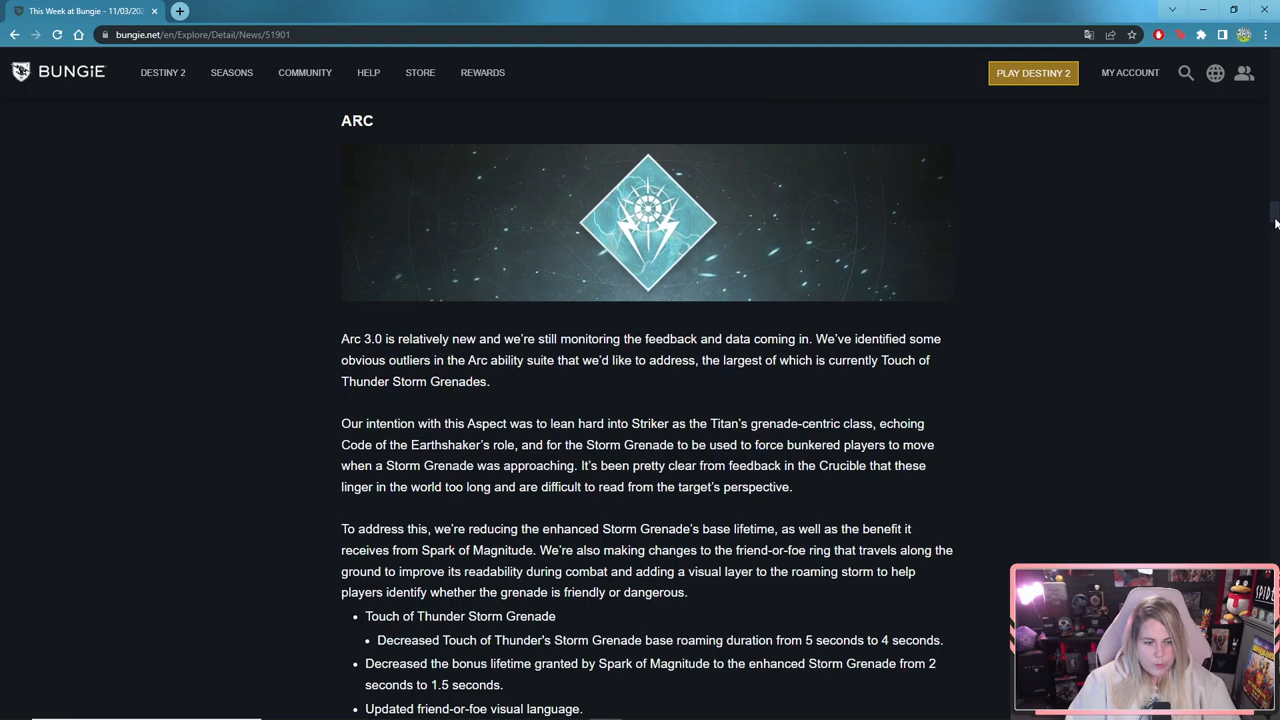 This Week at Bungie - 11/03/202
bungie.net/en/Explore/Detail/News/51901
BUNGiE
DESTINY 2
SEASONS
COMMUNITY
HELP
STORE
REWARDS
PLAY DESTINY 2
MY ACCOUNT
ARC
Arc 3.0 is relatively new and we’re still monitoring the feedback and data coming in. We’ve identified some
obvious outliers in the Arc ability suite that we’d like to address, the largest of which is currently Touch of
Thunder Storm Grenades.
Our intention with this Aspect was to lean hard into Striker as the Titan’s grenade-centric class, echoing
Code of the Earthshaker’s role, and for the Storm Grenade to be used to force bunkered players to move
when a Storm Grenade was approaching. It’s been pretty clear from feedback in the Crucible that these
linger in the world too long and are difficult to read from the target’s perspective.
To address this, we’re reducing the enhanced Storm Grenade’s base lifetime, as well as the benefit it
receives from Spark of Magnitude. We’re also making changes to the friend-or-foe ring that travels along the
ground to improve its readability during combat and adding a visual layer to the roaming storm to help
players identify whether the grenade is friendly or dangerous.
• Touch of Thunder Storm Grenade
• Decreased Touch of Thunder's Storm Grenade base roaming duration from 5 seconds to 4 seconds.
• Decreased the bonus lifetime granted by Spark of Magnitude to the enhanced Storm Grenade from 2
seconds to 1.5 seconds.
• Updated friend-or-foe visual language.